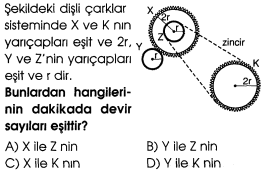 Şekildeki dişli çarklar
sisteminde X ve K nın
yarıçapları eşit ve 2r,
Y ve Z'nin yarıçapları
eşit ve r dir.
Bunlardan hangileri-
nin dakikada devir
sayıları eşittir?
X
2r
r
Z
Y
r
zincir
K
2r
A) X ile Z nin
B) Y ile Z nin
C) X ile K nın
D) Y ile K nin